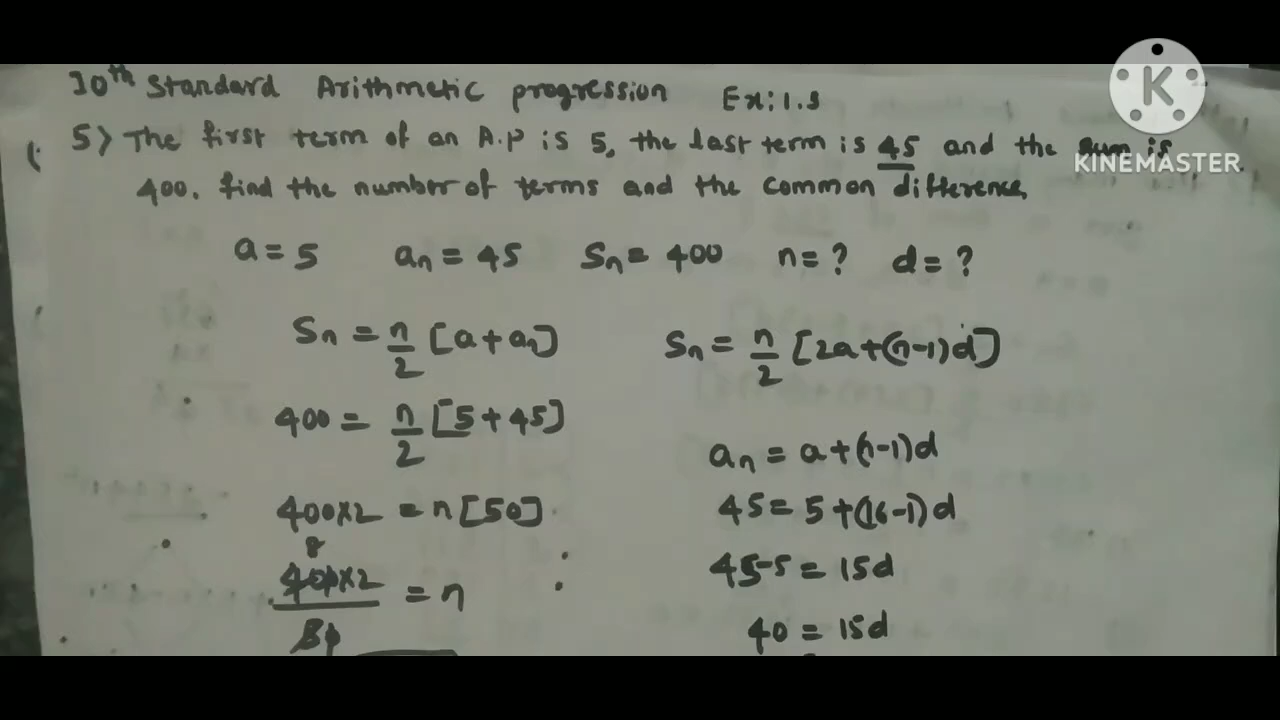 10th Standard Arithmetic progression Ex: 1.3
5) The first term of an A.P is 5, the last term is 45 and the sum is
400. find the number of terms and the common difference.
a = 5 an = 45 Sn = 400 n = ? d = ?
Sn = n/2 [a + an]
400 = n/2 [5 + 45]
400×2 = n[50]
8
400×2/50 = n
Sn = n/2 [2a + (n-1)d]
an = a + (n-1)d
45 = 5 + (16-1)d
45-5 = 15d
40 = 15d
K
KINEMASTER